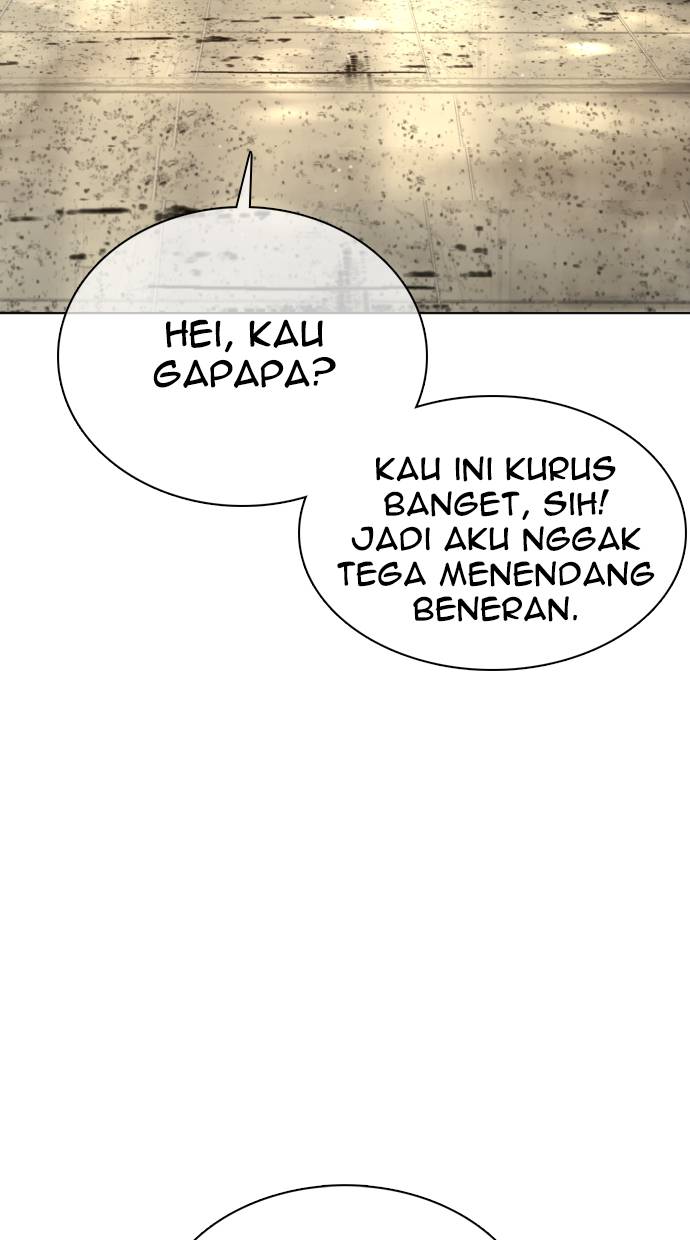 HEI, KAU
GAPAPA?
KAU INI KURUS
BANGET, SIH!
JADI AKU NGGAK
TEGA MENENDANG
BENERAN.